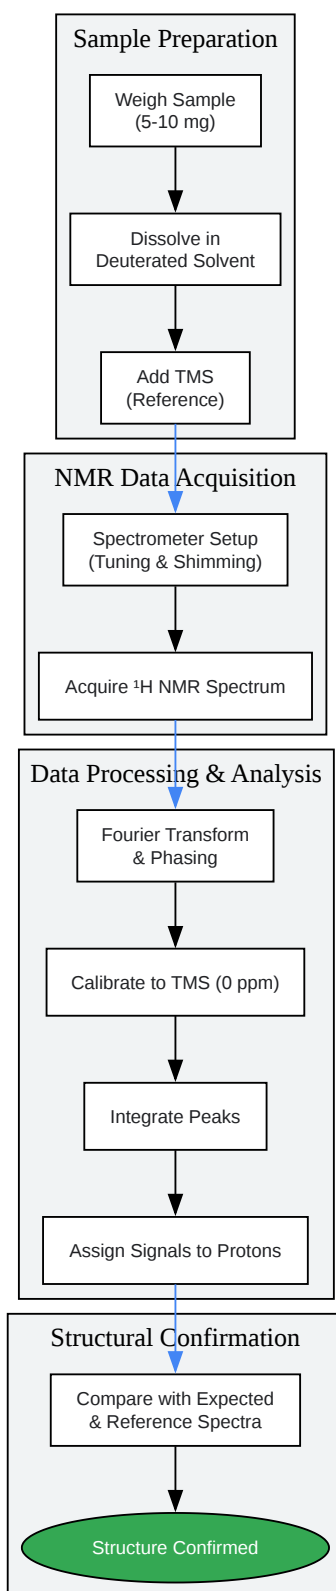 Sample Preparation
Weigh Sample
(5-10 mg)
Dissolve in
Deuterated Solvent
Add TMS
(Reference)
NMR Data Acquisition
Spectrometer Setup
(Tuning & Shimming)
Acquire ¹H NMR Spectrum
Data Processing & Analysis
Fourier Transform
& Phasing
Calibrate to TMS (0 ppm)
Integrate Peaks
Assign Signals to Protons
Structural Confirmation
Compare with Expected
& Reference Spectra
Structure Confirmed